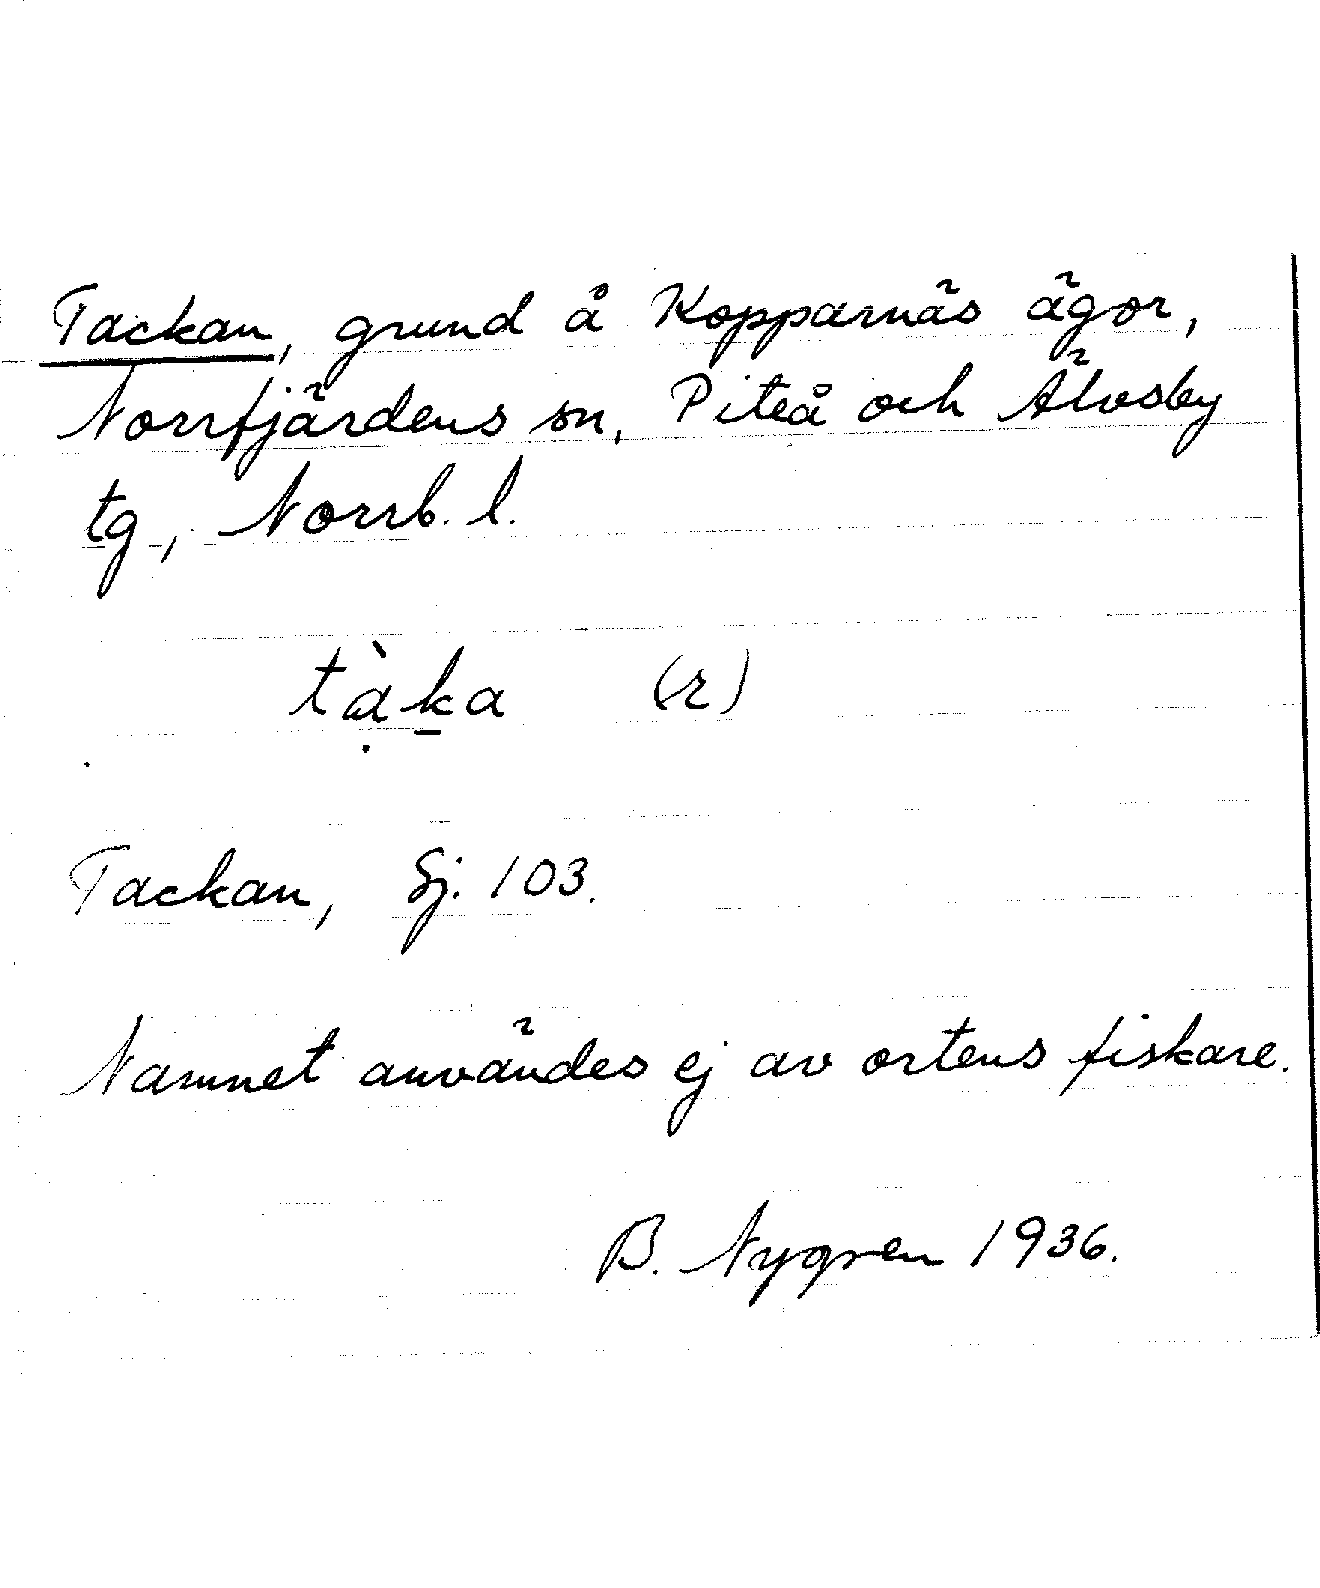 Tackan, grund å Kopparnäs ägor,
Norrfjärdens sn, Piteå och Älvsby
tg, Norrb. l.
tạ̀ḵa (r)
Tackan, Sj. 103.
Namnet användes ej av ortens fiskare.
B. Nygren 1936.